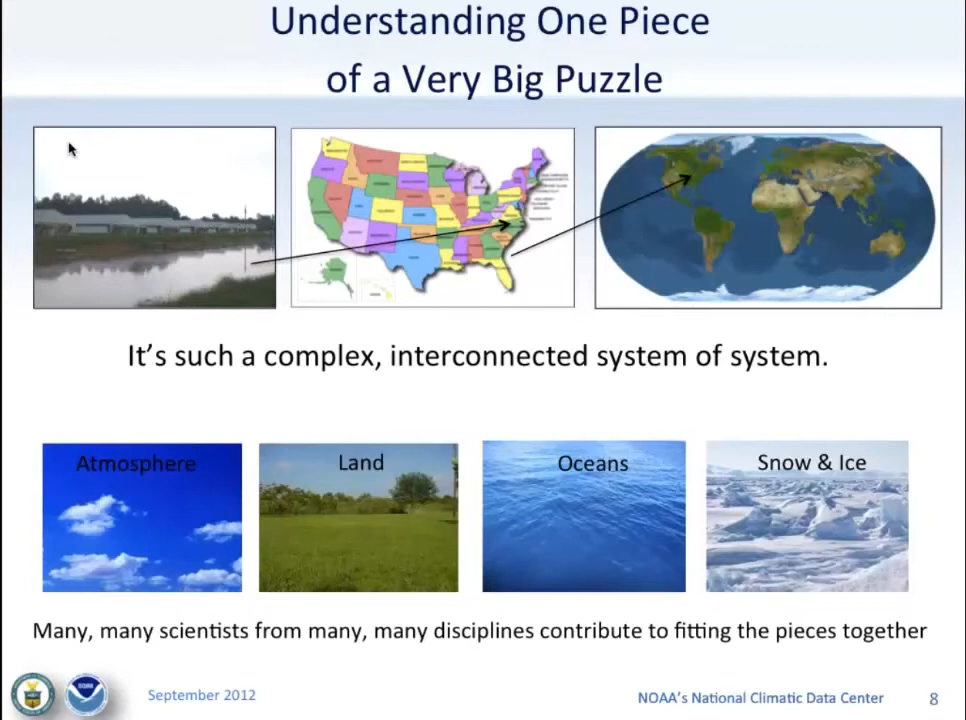 Understanding One Piece
of a Very Big Puzzle
It's such a complex, interconnected system of system.
Atmosphere
Land
Oceans
Snow & Ice
Many, many scientists from many, many disciplines contribute to fitting the pieces together
September 2012
NOAA's National Climatic Data Center
8